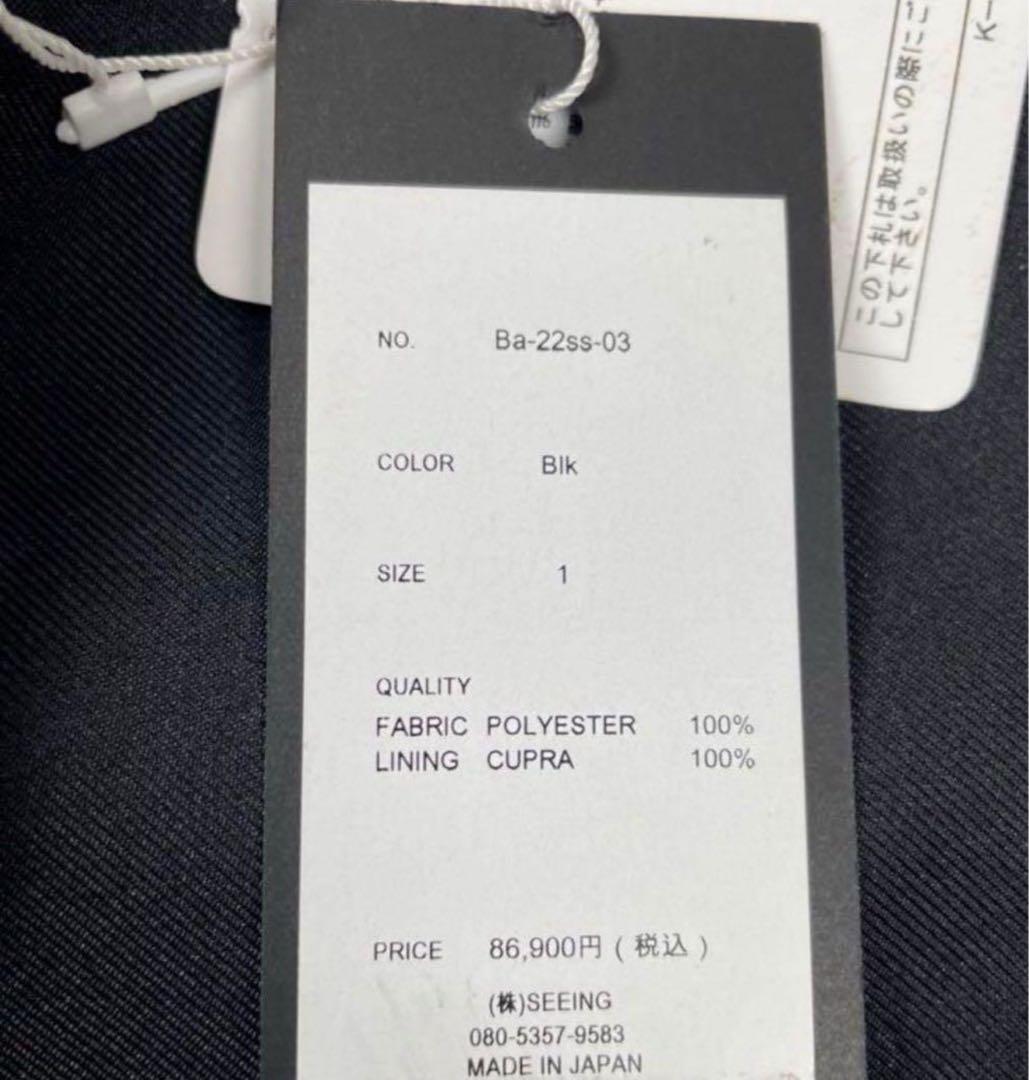 NO. Ba-22ss-03
COLOR Blk
SIZE 1
QUALITY
FABRIC POLYESTER 100%
LINING CUPRA 100%
PRICE 86,900円 ( 税込 )
(株)SEEING
080-5357-9583
MADE IN JAPAN
この下札は取扱いの際にご
して下さい。
K-